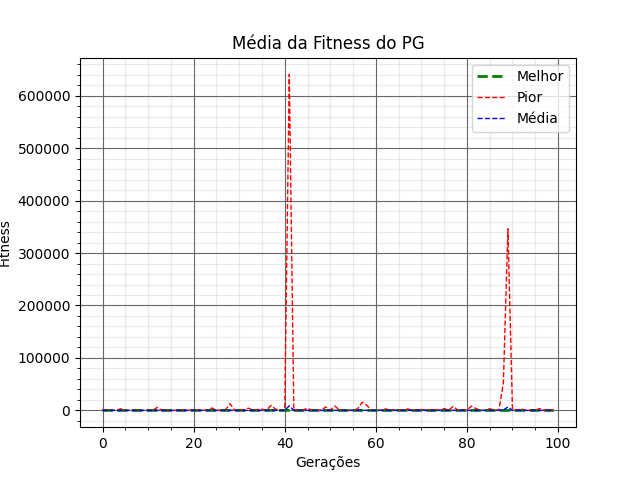 Média da Fitness do PG
Melhor
Pior
Média
600000
500000
400000
300000
200000
100000
0
Fitness
0 20 40 60 80 100
Gerações